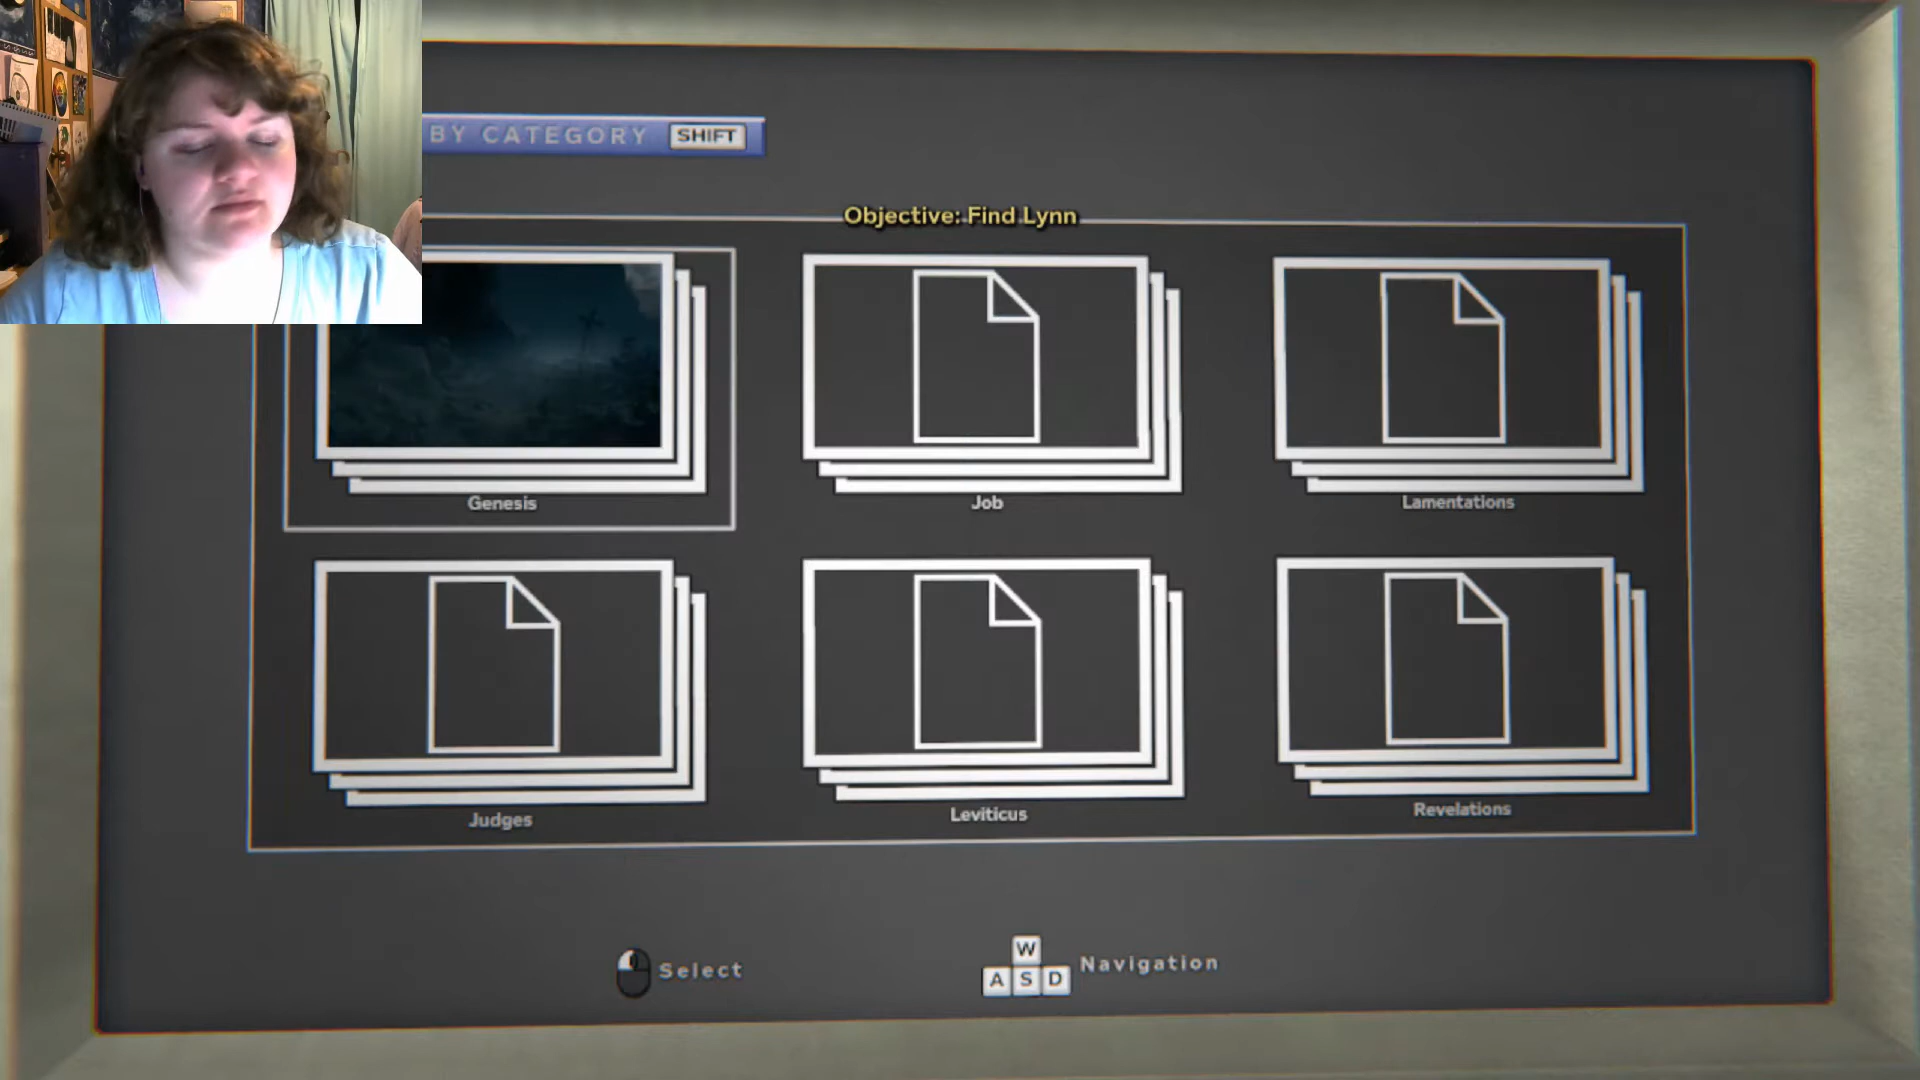 BY CATEGORY SHIFT
Objective: Find Lynn
Genesis
Job
Lamentations
Judges
Leviticus
Revelations
Select
W
A S D Navigation